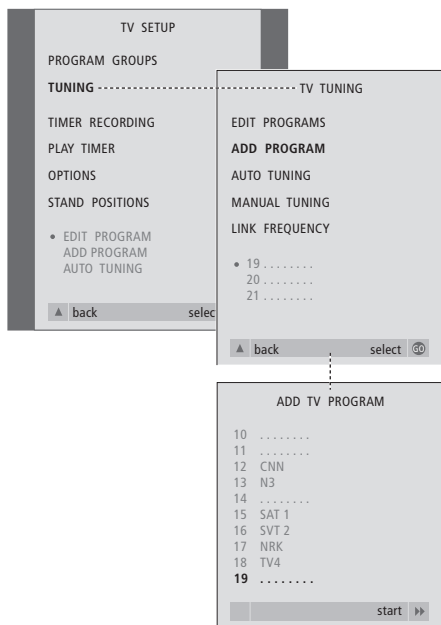 TV SETUP
PROGRAM GROUPS
TUNING
TIMER RECORDING
PLAY TIMER
OPTIONS
STAND POSITIONS
• EDIT PROGRAM
ADD PROGRAM
AUTO TUNING
▲ back selec
TV TUNING
EDIT PROGRAMS
ADD PROGRAM
AUTO TUNING
MANUAL TUNING
LINK FREQUENCY
• 19 . . . . . . . .
20 . . . . . . . .
21 . . . . . . . .
▲ back select GO
ADD TV PROGRAM
10 . . . . . . . .
11 . . . . . . . .
12 CNN
13 N3
14 . . . . . . . .
15 SAT 1
16 SVT 2
17 NRK
18 TV4
19 . . . . . . . .
start